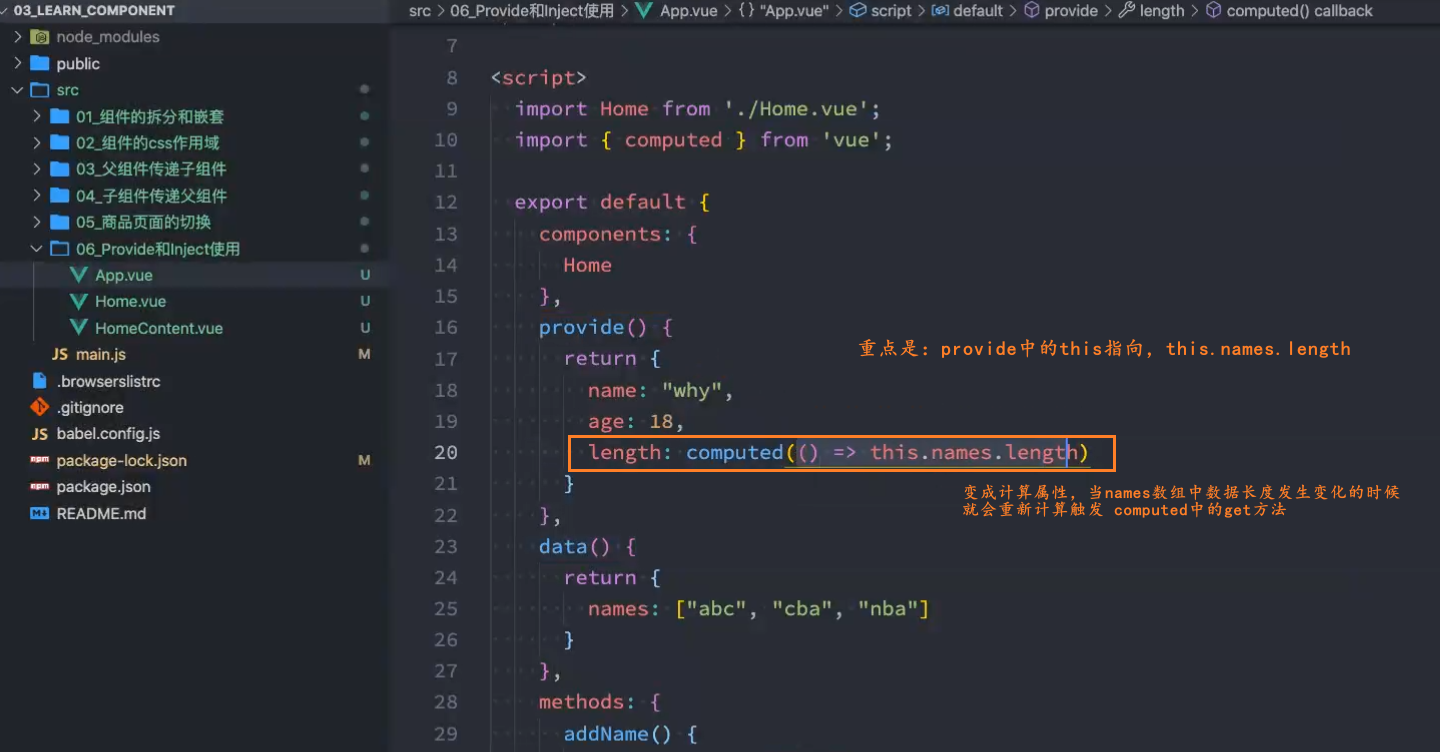 03_LEARN_COMPONENT
src > 06_Provide和Inject使用 > App.vue > {} "App.vue" > script > default > provide > length > computed() callback
node_modules
public
src
01_组件的拆分和嵌套
02_组件的css作用域
03_父组件传递子组件
04_子组件传递父组件
05_商品页面的切换
06_Provide和Inject使用
App.vue U
Home.vue U
HomeContent.vue U
JS main.js M
.browserslistrc
.gitignore
JS babel.config.js
npm package-lock.json M
npm package.json
README.md
7
8 <script>
9 import Home from './Home.vue';
10 import { computed } from 'vue';
11
12 export default {
13 components: {
14 Home
15 },
16 provide() {
17 return {
重点是：provide中的this指向，this.names.length
18 name: "why",
19 age: 18,
20 length: computed(() => this.names.length)
21 }
变成计算属性，当names数组中数据长度发生变化的时候
就会重新计算触发 computed中的get方法
22 },
23 data() {
24 return {
25 names: ["abc", "cba", "nba"]
26 }
27 },
28 methods: {
29 addName() {